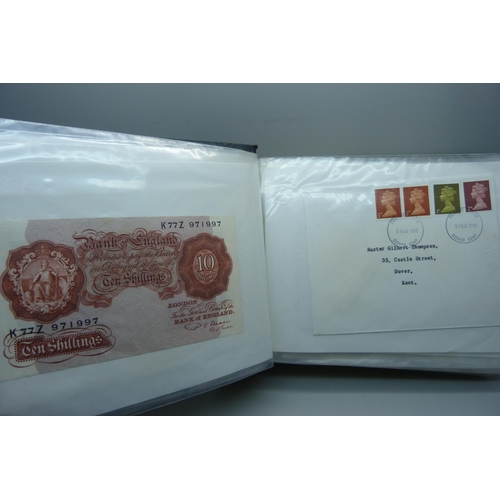 K77Z 971997
Bank of England
Ten Shillings
10
LONDON
BANK OF ENGLAND.
K77Z 971997
Ten Shillings
Master Gilbert Thompson,
35, Castle Street,
Dover,
Kent.